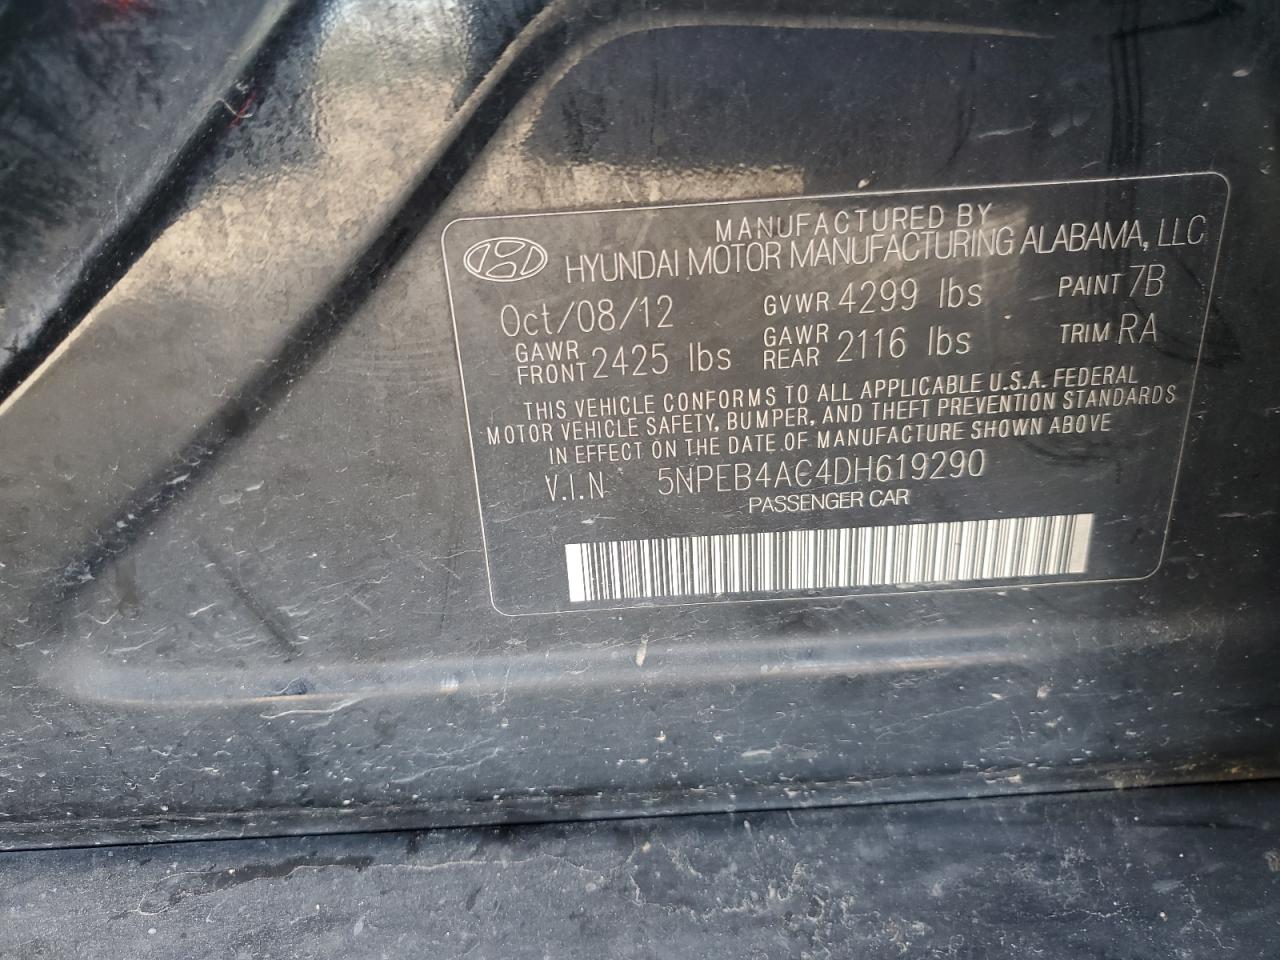 MANUFACTURED BY
HYUNDAI MOTOR MANUFACTURING ALABAMA, LLC
Oct/08/12 GVWR 4299 lbs PAINT 7B
GAWR FRONT 2425 lbs GAWR REAR 2116 lbs TRIM RA
THIS VEHICLE CONFORMS TO ALL APPLICABLE U.S.A. FEDERAL
MOTOR VEHICLE SAFETY, BUMPER, AND THEFT PREVENTION STANDARDS
IN EFFECT ON THE DATE OF MANUFACTURE SHOWN ABOVE
V.I.N 5NPEB4AC4DH619290
PASSENGER CAR